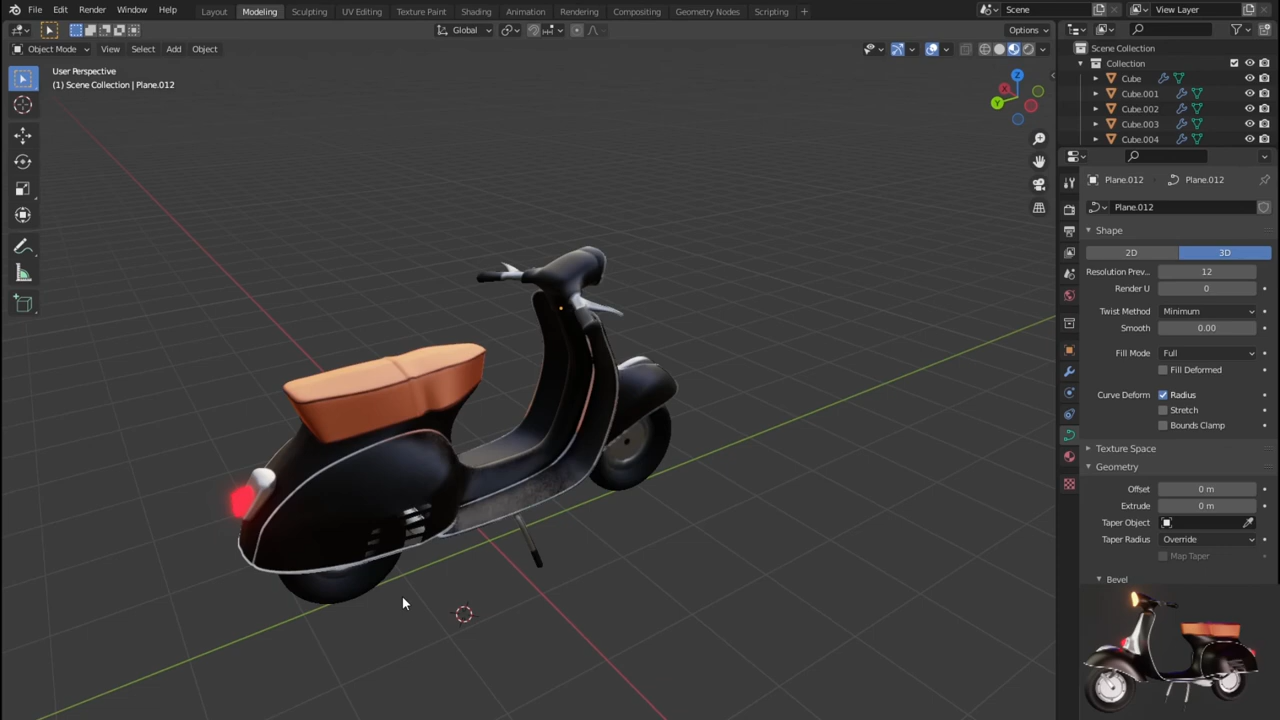 File Edit Render Window Help Layout Modeling Sculpting UV Editing Texture Paint Shading Animation Rendering Compositing Geometry Nodes Scripting + Scene View Layer
Global Options
Object Mode View Select Add Object
User Perspective
(1) Scene Collection | Plane.012
Z
X
Y
Scene Collection
Collection
Cube
Cube.001
Cube.002
Cube.003
Cube.004
Plane.012 Plane.012
Plane.012
Shape
2D 3D
Resolution Prev... 12
Render U 0
Twist Method Minimum
Smooth 0.00
Fill Mode Full
Fill Deformed
Curve Deform Radius
Stretch
Bounds Clamp
Texture Space
Geometry
Offset 0 m
Extrude 0 m
Taper Object
Taper Radius Override
Map Taper
Bevel